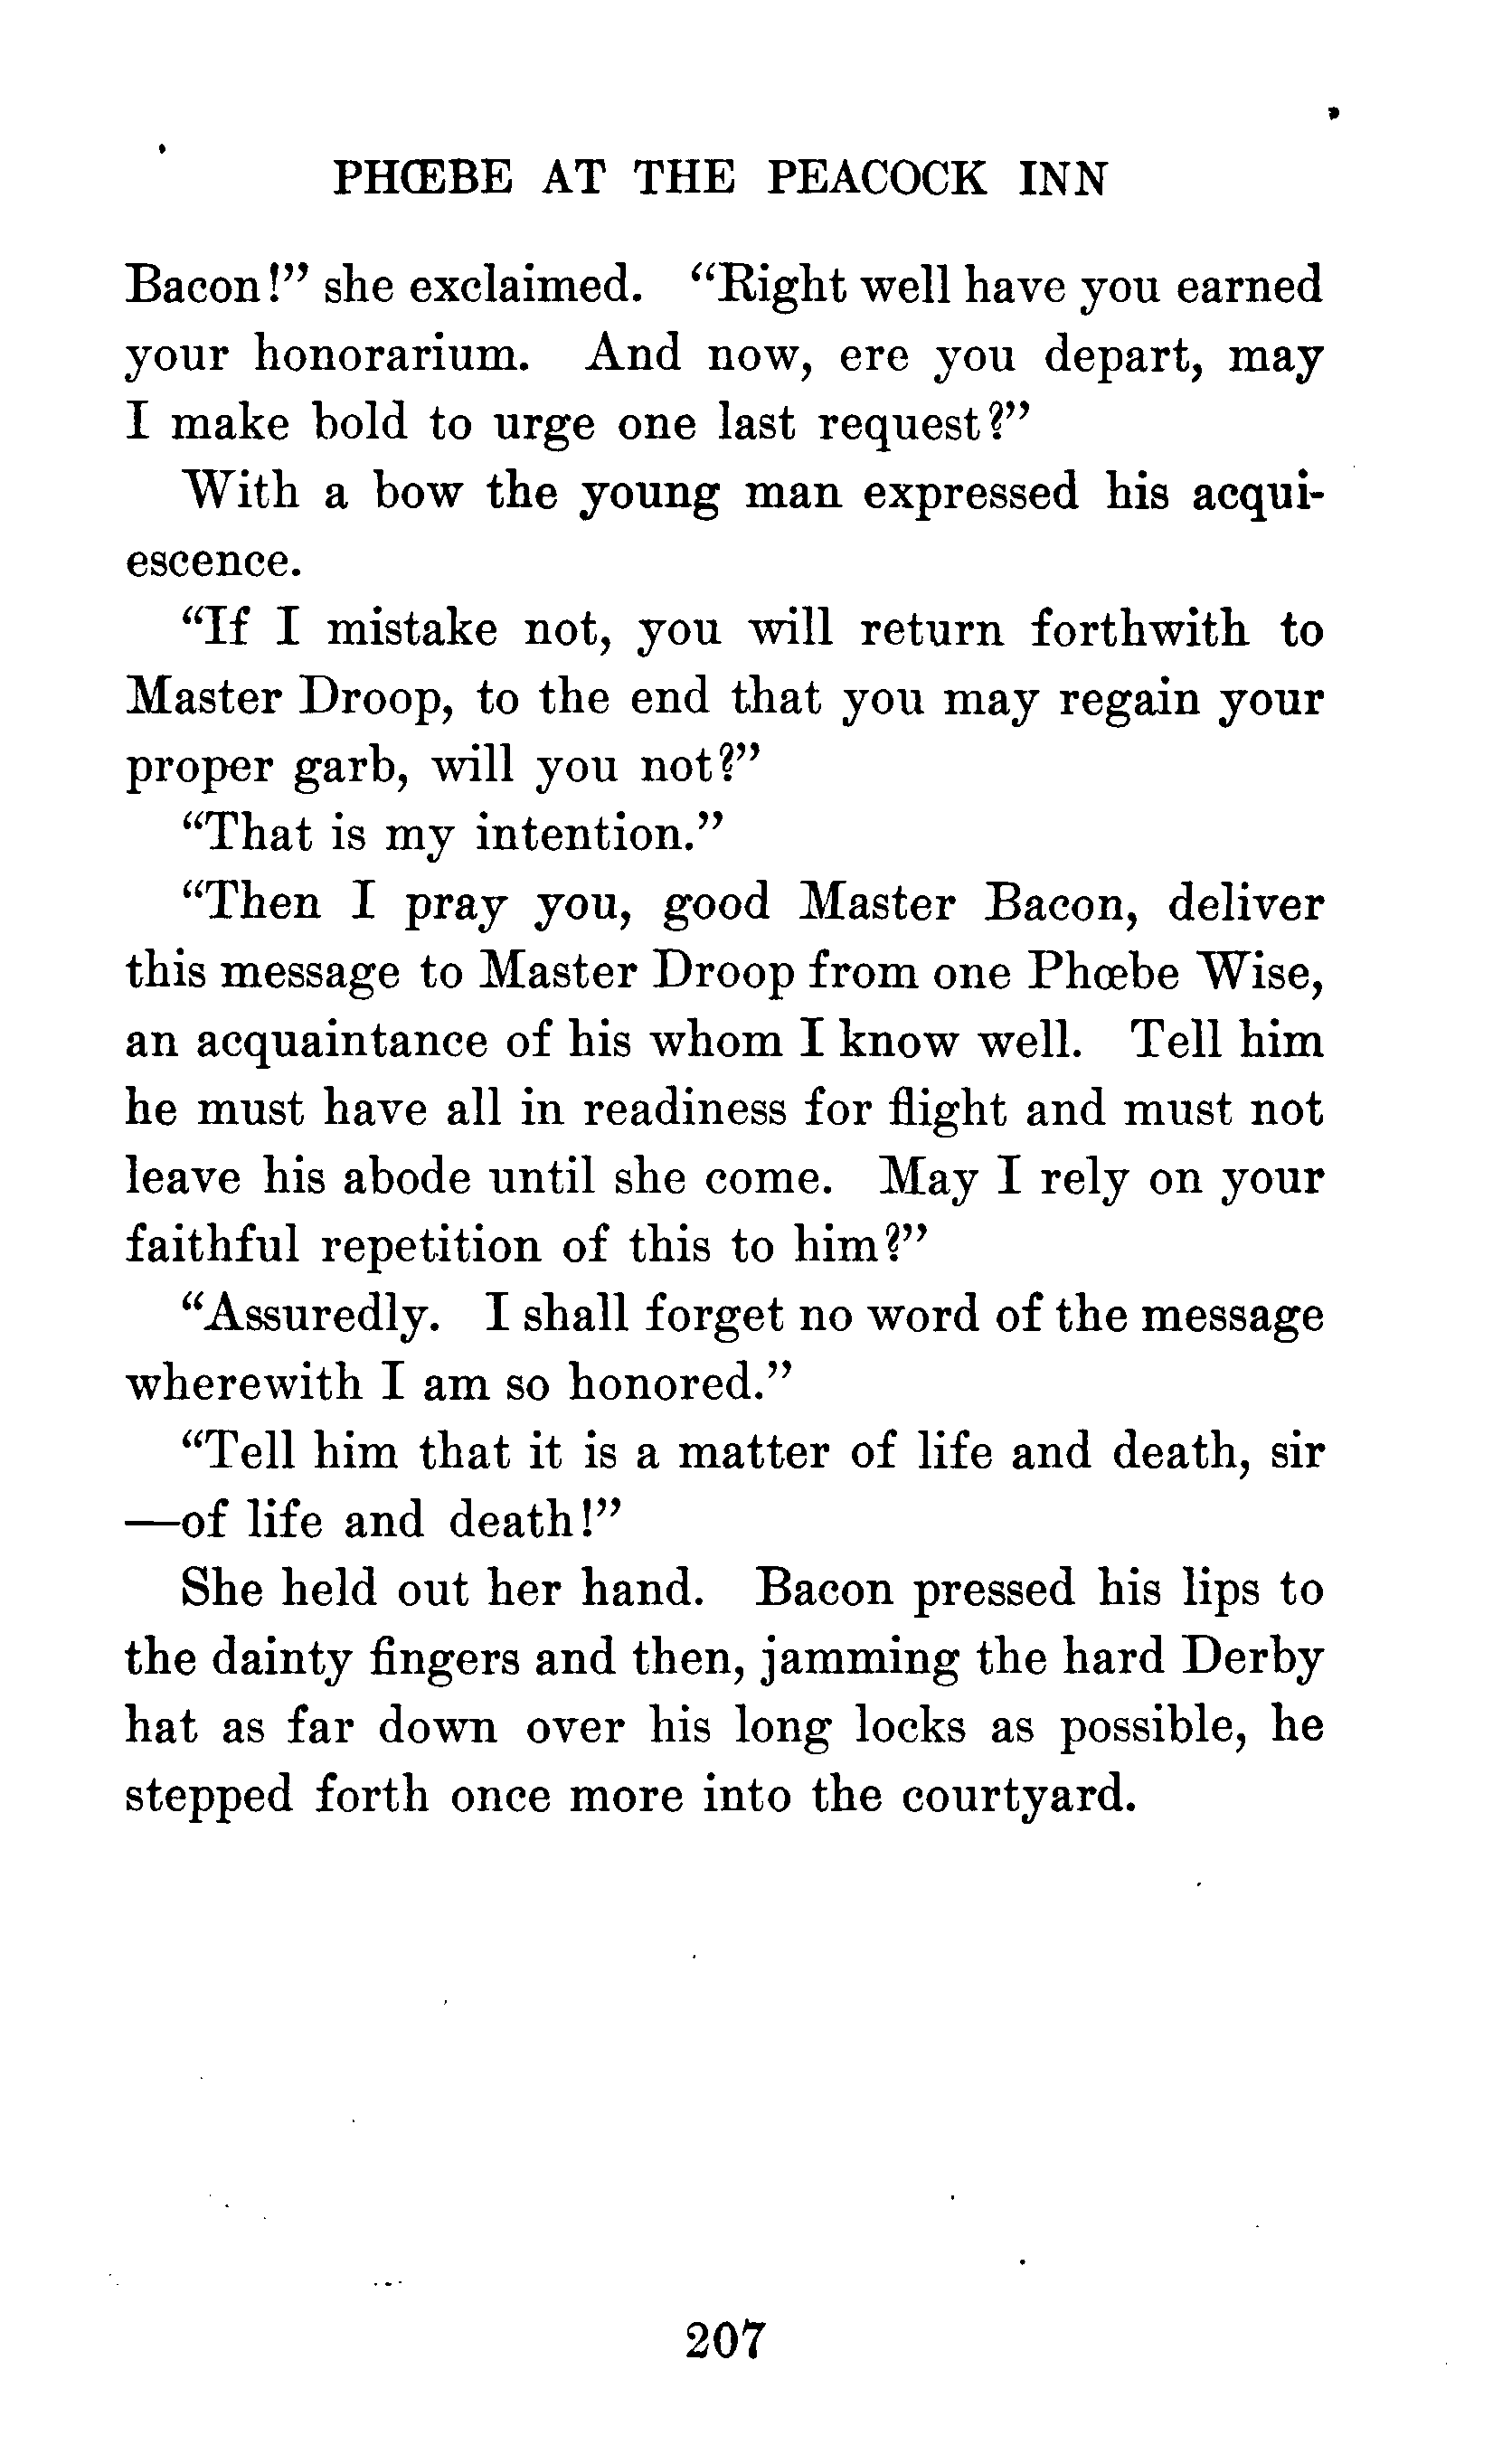 PHŒBE AT THE PEACOCK INN
Bacon!" she exclaimed. "Right well have you earned
your honorarium. And now, ere you depart, may
I make bold to urge one last request?"
With a bow the young man expressed his acqui-
escence.
"If I mistake not, you will return forthwith to
Master Droop, to the end that you may regain your
proper garb, will you not?"
"That is my intention."
"Then I pray you, good Master Bacon, deliver
this message to Master Droop from one Phœbe Wise,
an acquaintance of his whom I know well. Tell him
he must have all in readiness for flight and must not
leave his abode until she come. May I rely on your
faithful repetition of this to him?"
"Assuredly. I shall forget no word of the message
wherewith I am so honored."
"Tell him that it is a matter of life and death, sir
—of life and death!"
She held out her hand. Bacon pressed his lips to
the dainty fingers and then, jamming the hard Derby
hat as far down over his long locks as possible, he
stepped forth once more into the courtyard.
207